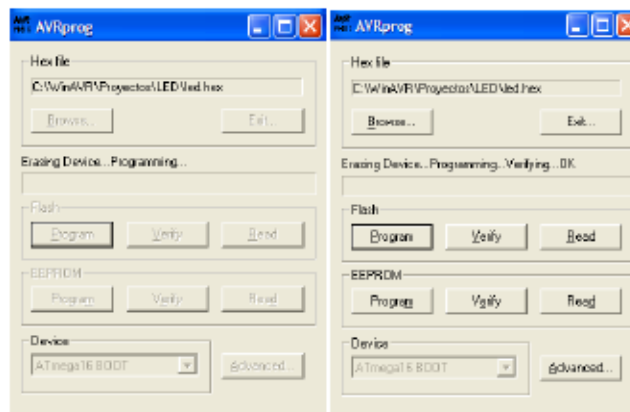 AVRprog
Hex file
C:\WinAVR\Proyectos\LED\led.hex
Browse... Exit...
Erasing Device...Programming...
Flash
Program Verify Read
EEPROM
Program Verify Read
Device
ATmega16 BOOT Advanced...
AVRprog
Hex file
C:\WinAVR\Proyectos\LED\led.hex
Browse... Exit...
Erasing Device...Programming...Verifying...OK
Flash
Program Verify Read
EEPROM
Program Verify Read
Device
ATmega16 BOOT Advanced...